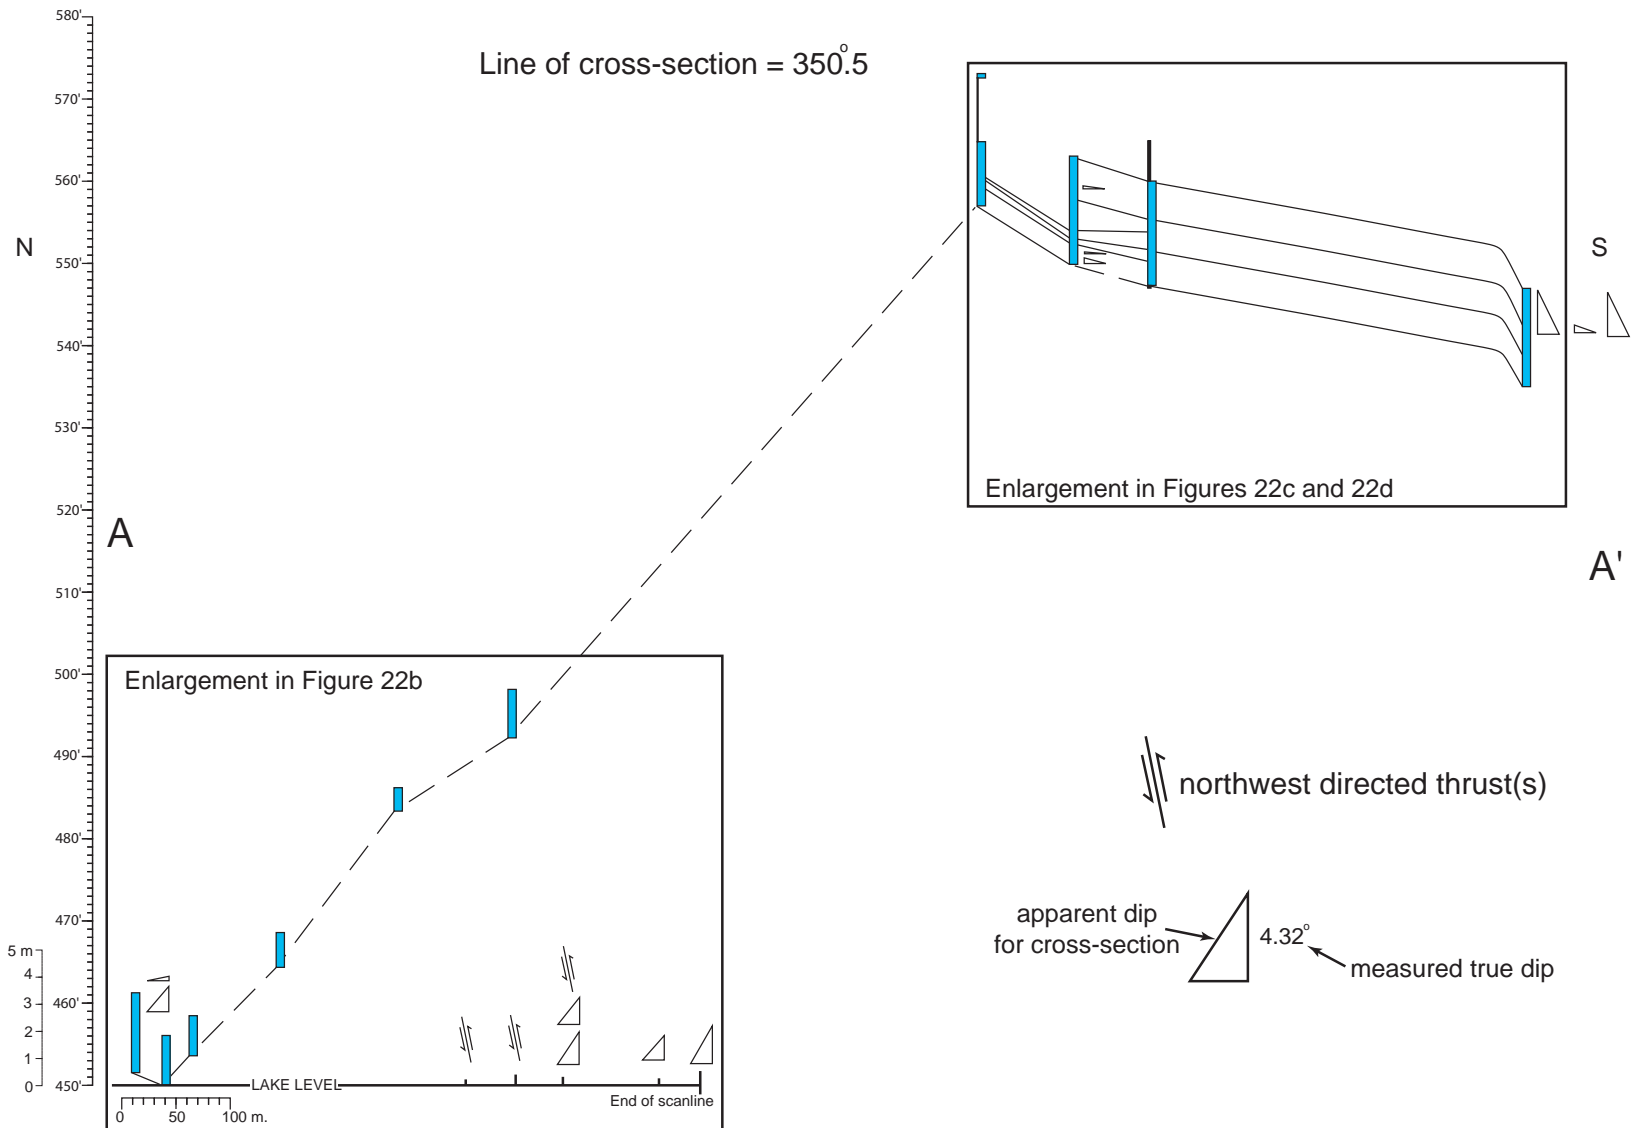 580'
Line of cross-section = 350.5°
570'
560'
N
S
550'
540'
530'
Enlargement in Figures 22c and 22d
520'
A
A'
510'
500'
Enlargement in Figure 22b
490'
northwest directed thrust(s)
480'
470'
apparent dip
for cross-section
4.32°
measured true dip
5 m
4
3
2
1
0
460'
450'
LAKE LEVEL
End of scanline
0
50
100 m.